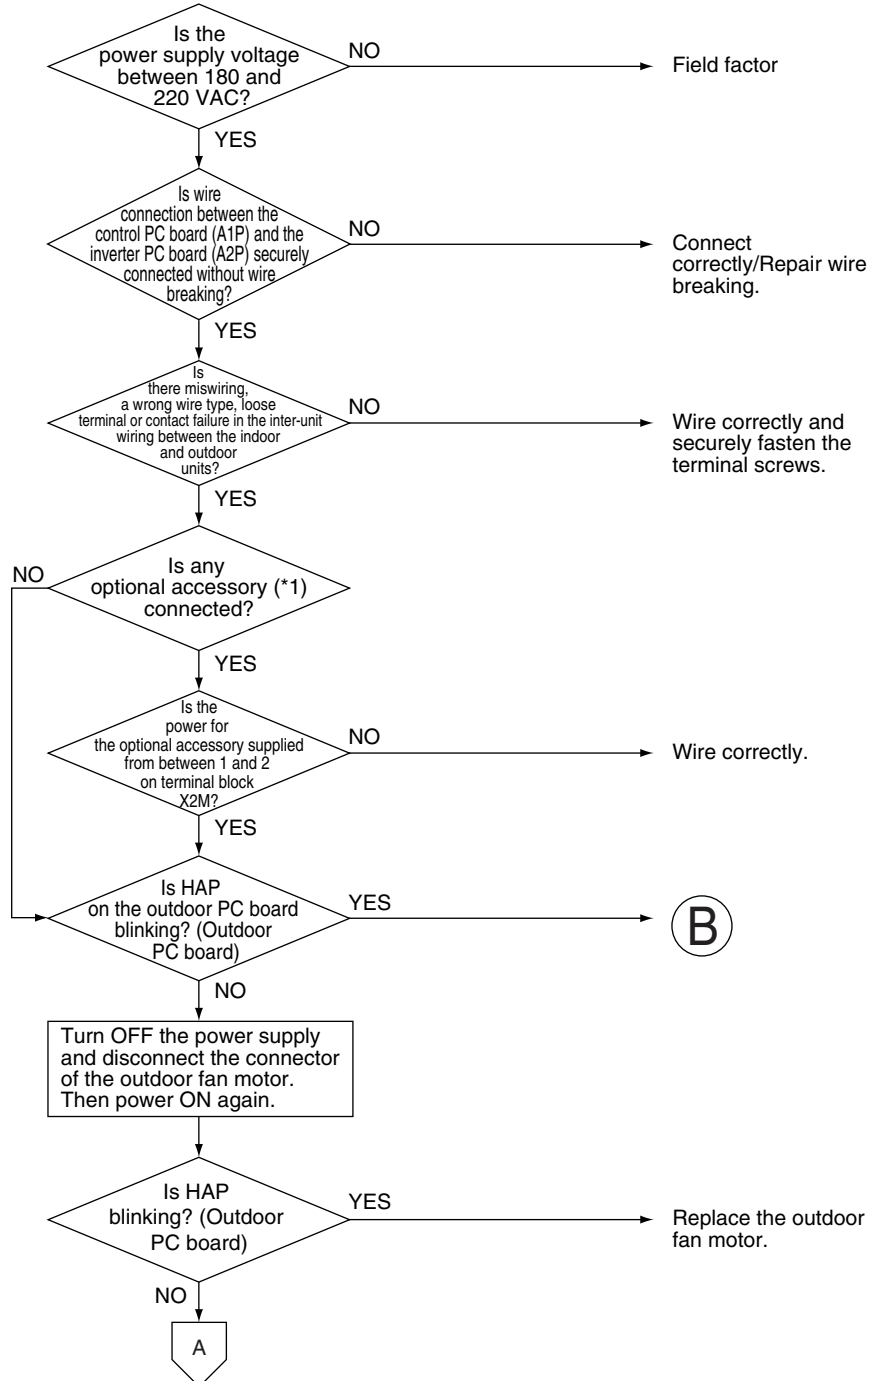 Is the
power supply voltage
between 180 and
220 VAC?
NO
Field factor
YES
Is wire
connection between the
control PC board (A1P) and the
inverter PC board (A2P) securely
connected without wire
breaking?
NO
Connect
correctly/Repair wire
breaking.
YES
Is
there miswiring,
a wrong wire type, loose
terminal or contact failure in the inter-unit
wiring between the indoor
and outdoor
units?
NO
Wire correctly and
securely fasten the
terminal screws.
YES
Is any
optional accessory (*1)
connected?
NO
YES
Is the
power for
the optional accessory supplied
from between 1 and 2
on terminal block
X2M?
NO
Wire correctly.
YES
Is HAP
on the outdoor PC board
blinking? (Outdoor
PC board)
YES
B
NO
Turn OFF the power supply
and disconnect the connector
of the outdoor fan motor.
Then power ON again.
Is HAP
blinking? (Outdoor
PC board)
YES
Replace the outdoor
fan motor.
NO
A